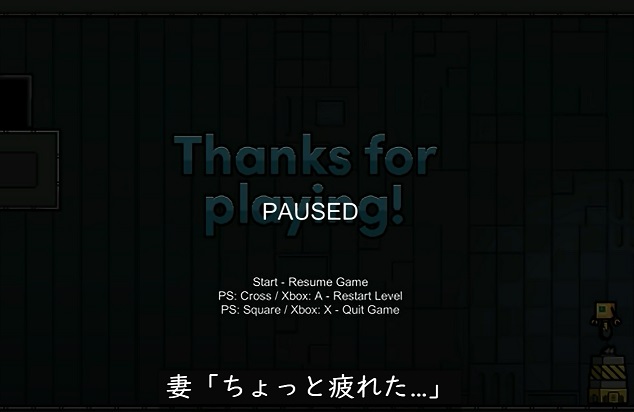 Thanks for
playing!
PAUSED
Start - Resume Game
PS: Cross / Xbox: A - Restart Level
PS: Square / Xbox: X - Quit Game
妻「ちょっと疲れた…」